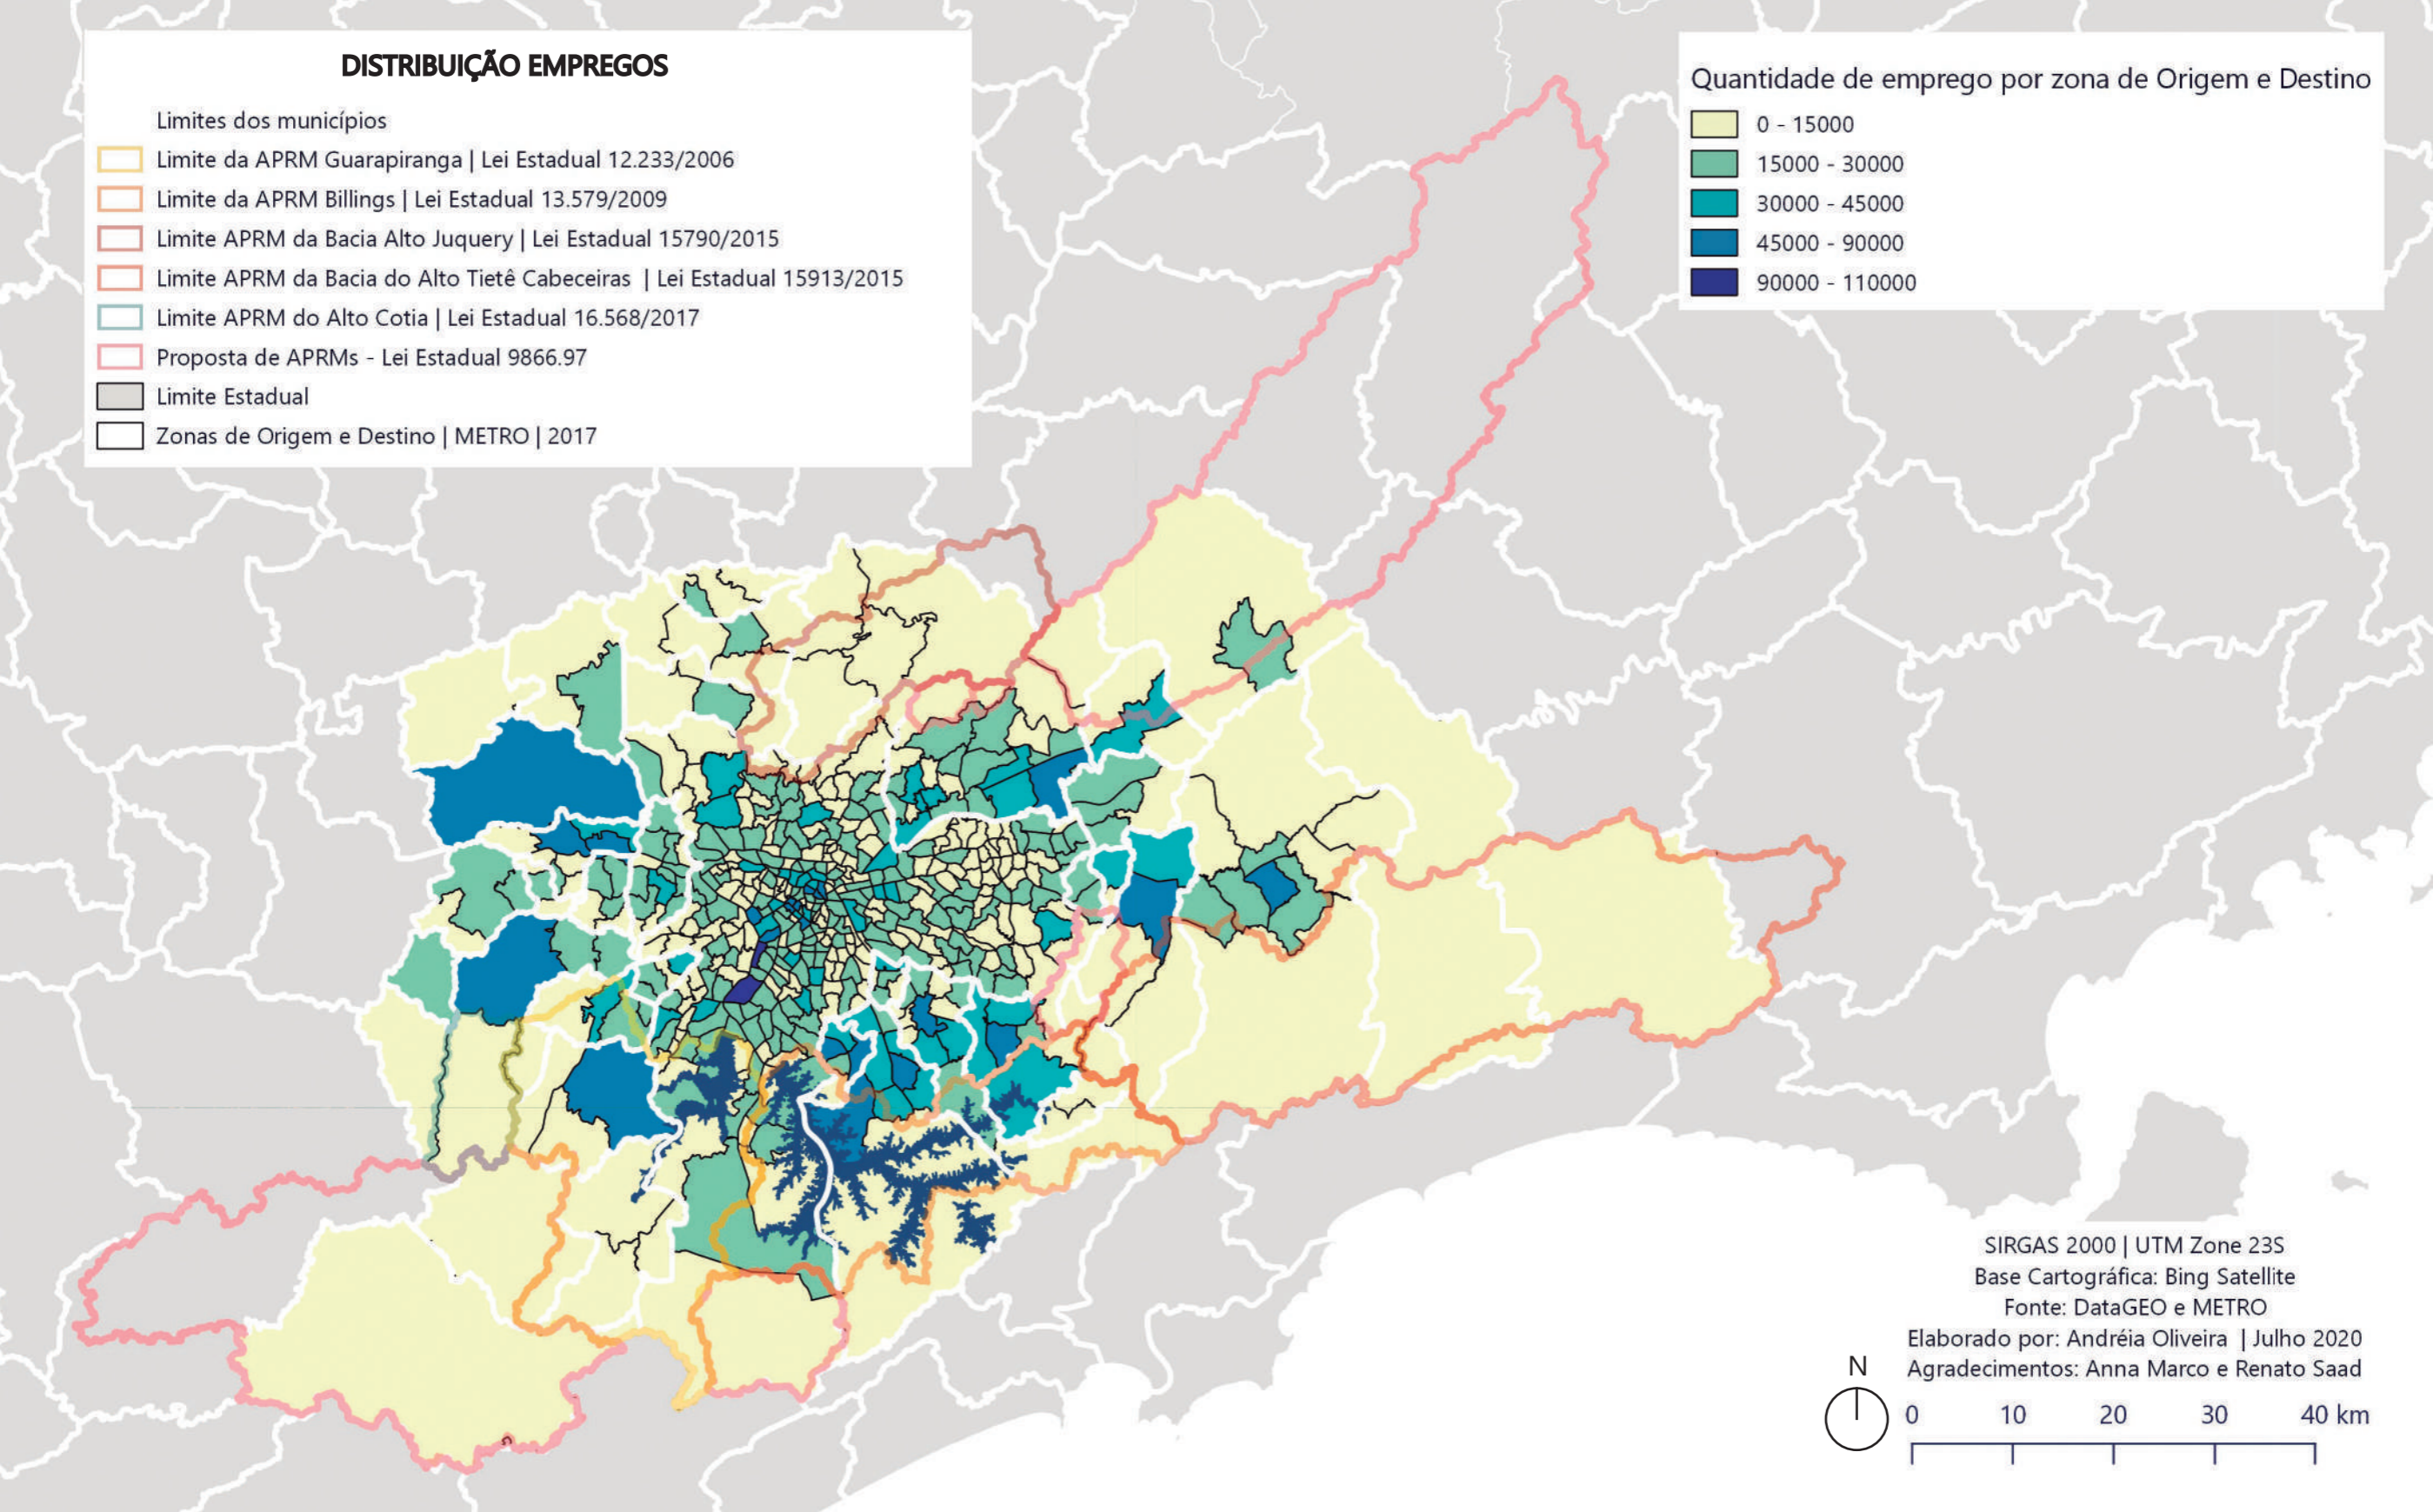 DISTRIBUIÇÃO EMPREGOS
Limites dos municípios
Limite da APRM Guarapiranga | Lei Estadual 12.233/2006
Limite da APRM Billings | Lei Estadual 13.579/2009
Limite APRM da Bacia Alto Juquery | Lei Estadual 15790/2015
Limite APRM da Bacia do Alto Tietê Cabeceiras | Lei Estadual 15913/2015
Limite APRM do Alto Cotia | Lei Estadual 16.568/2017
Proposta de APRMs - Lei Estadual 9866.97
Limite Estadual
Zonas de Origem e Destino | METRO | 2017
Quantidade de emprego por zona de Origem e Destino
0 - 15000
15000 - 30000
30000 - 45000
45000 - 90000
90000 - 110000
SIRGAS 2000 | UTM Zone 23S
Base Cartográfica: Bing Satellite
Fonte: DataGEO e METRO
Elaborado por: Andréia Oliveira | Julho 2020
Agradecimentos: Anna Marco e Renato Saad
N
0 10 20 30 40 km